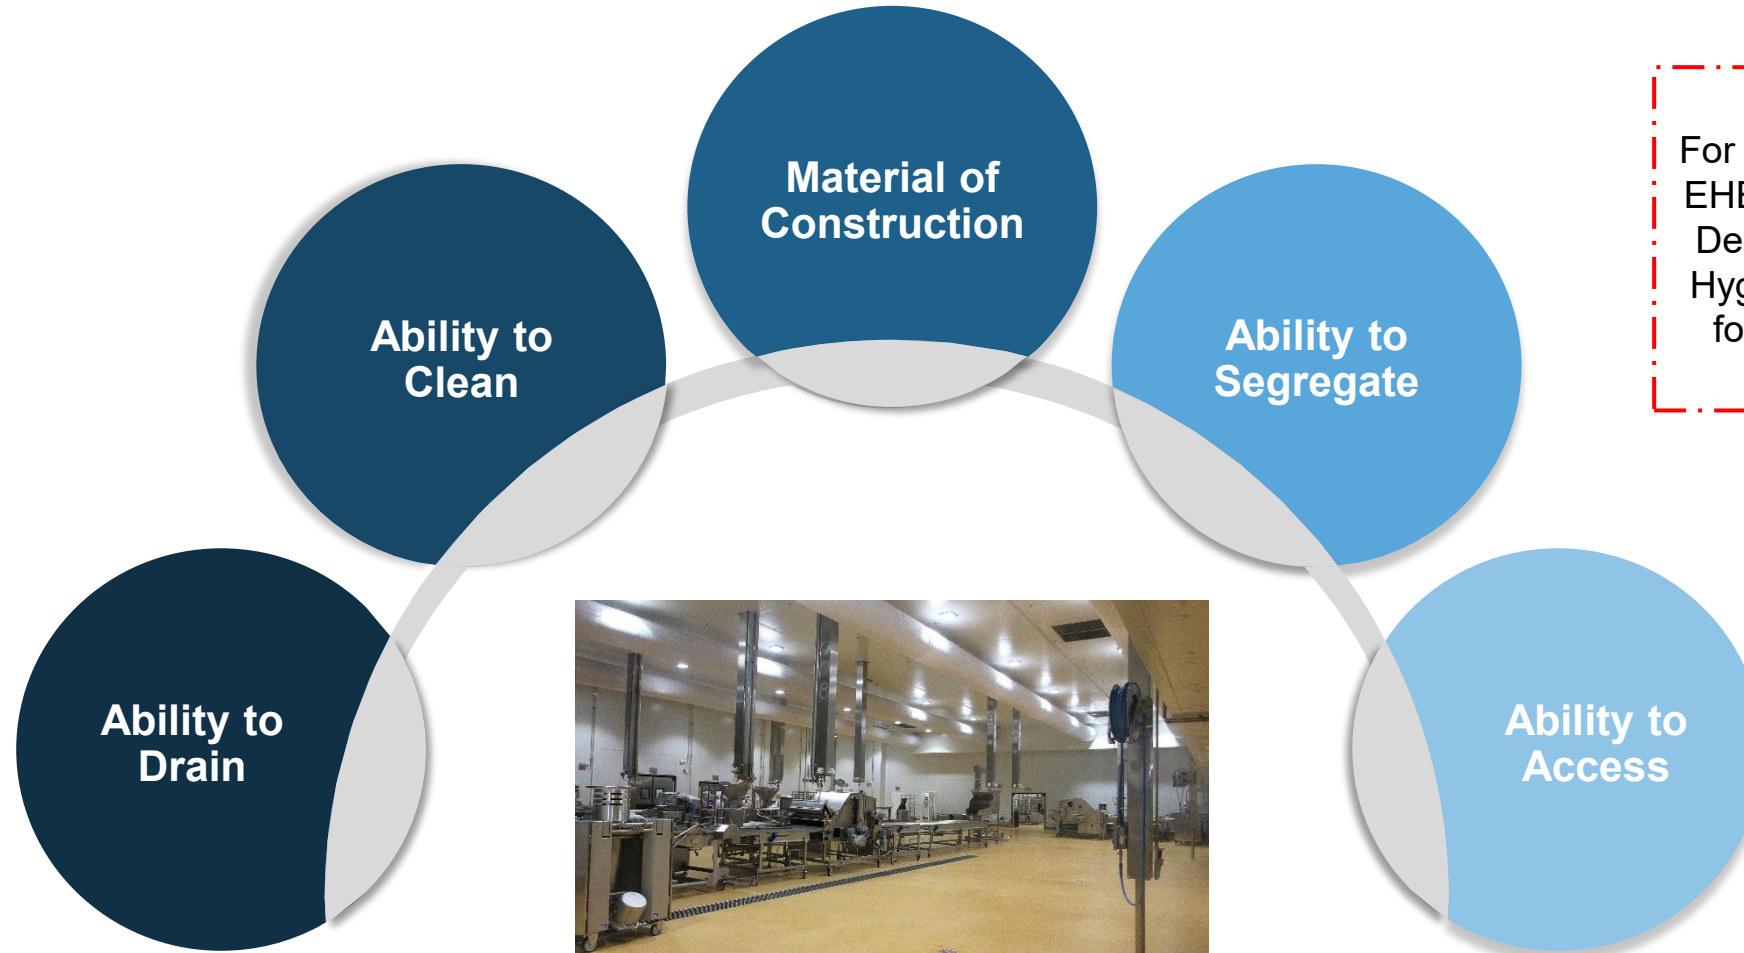 Material of
Construction
Ability to
Clean
Ability to
Segregate
Ability to
Drain
Ability to
Access
For